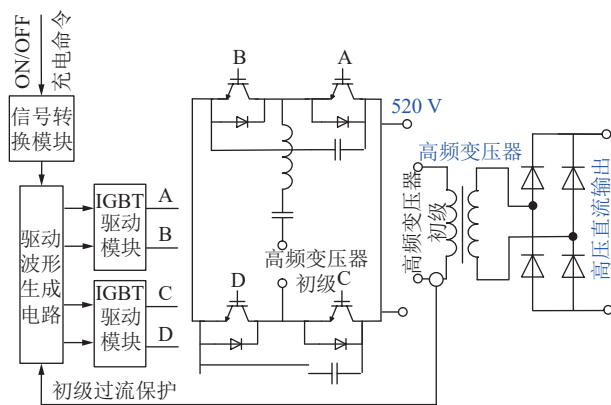 ON/OFF
充电命令
信号转
换模块
驱动
波形
生成
电路
IGBT
驱动
模块
A
B
IGBT
驱动
模块
C
D
初级过流保护
B
A
520 V
高频变压器
初级
D
C
高频变压器
高频变压器
初级
高压直流输出